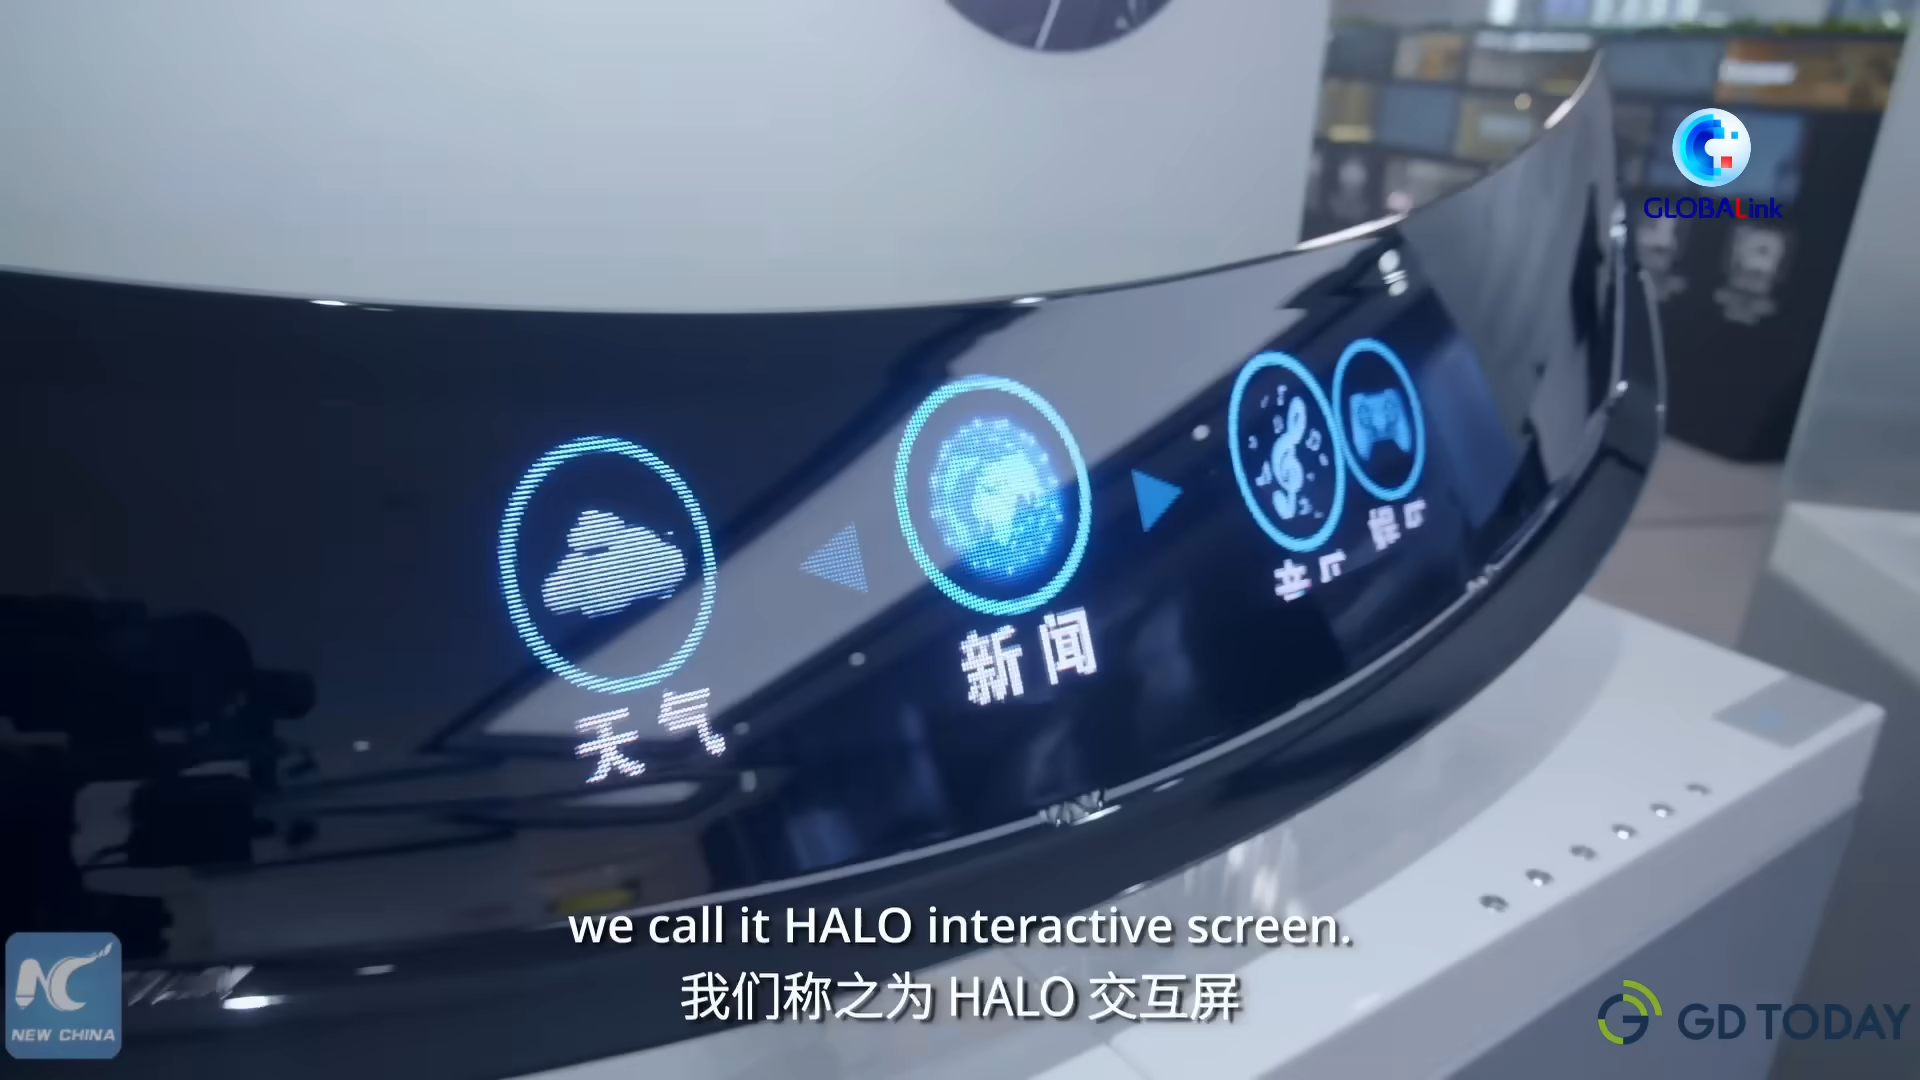 GLOBALink
天气
新闻
we call it HALO interactive screen.
我们称之为 HALO 交互屏
NC
NEW CHINA
GD TODAY